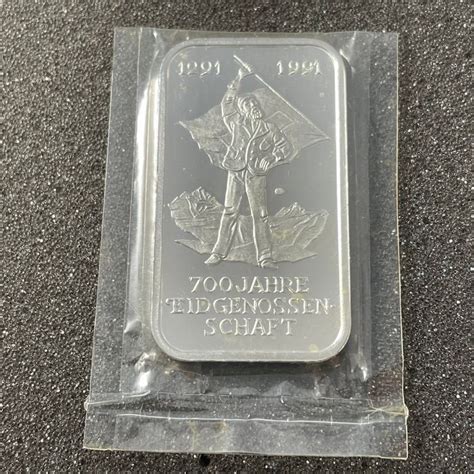 1291 1991
700 JAHRE
EIDGENOSSEN-
SCHAFT